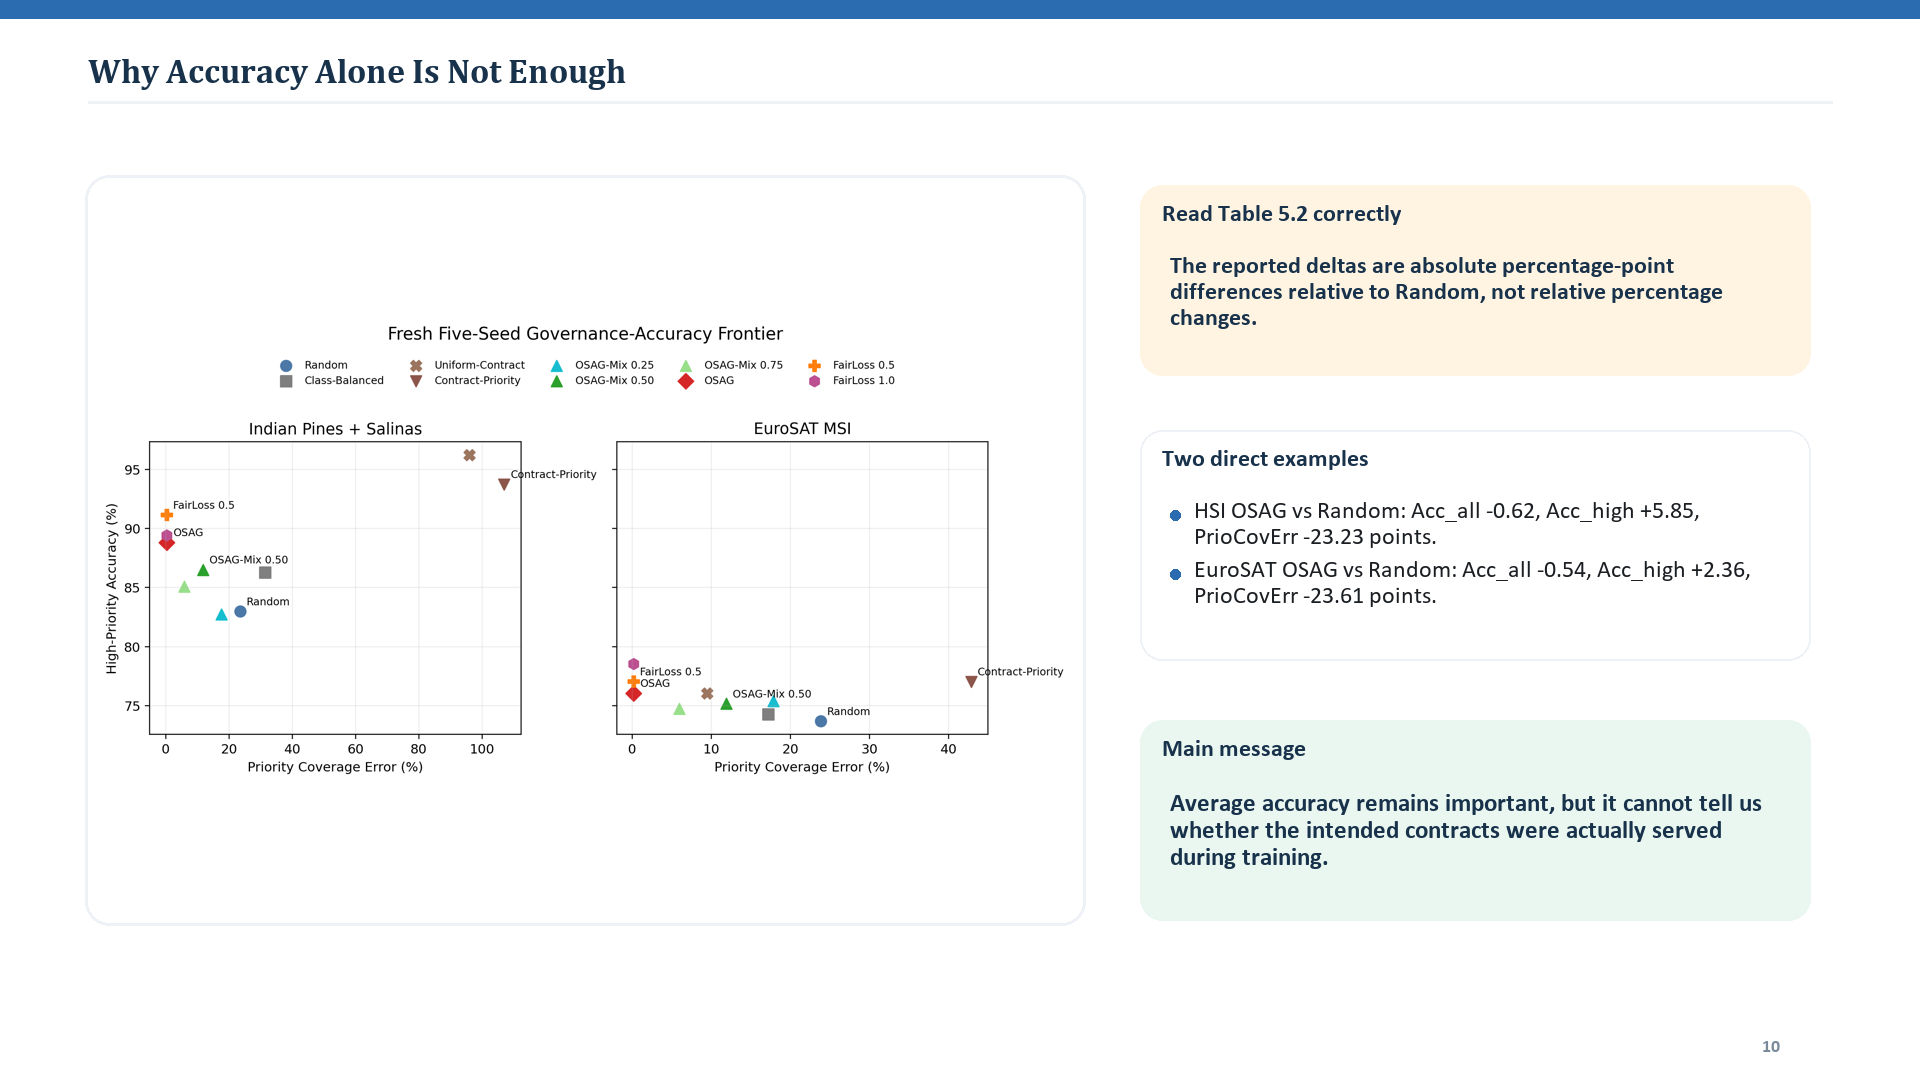 Why Accuracy Alone Is Not Enough
Fresh Five-Seed Governance-Accuracy Frontier
Random
Uniform-Contract
OSAG-Mix 0.25
OSAG-Mix 0.75
FairLoss 0.5
Class-Balanced
Contract-Priority
OSAG-Mix 0.50
OSAG
FairLoss 1.0
Indian Pines + Salinas
High-Priority Accuracy (%)
95
90
85
80
75
Contract-Priority
FairLoss 0.5
OSAG
OSAG-Mix 0.50
Random
0 20 40 60 80 100
Priority Coverage Error (%)
EuroSAT MSI
FairLoss 0.5
OSAG
OSAG-Mix 0.50
Random
Contract-Priority
0 10 20 30 40
Priority Coverage Error (%)
Read Table 5.2 correctly
The reported deltas are absolute percentage-point
differences relative to Random, not relative percentage
changes.
Two direct examples
HSI OSAG vs Random: Acc_all -0.62, Acc_high +5.85,
PrioCovErr -23.23 points.
EuroSAT OSAG vs Random: Acc_all -0.54, Acc_high +2.36,
PrioCovErr -23.61 points.
Main message
Average accuracy remains important, but it cannot tell us
whether the intended contracts were actually served
during training.
10